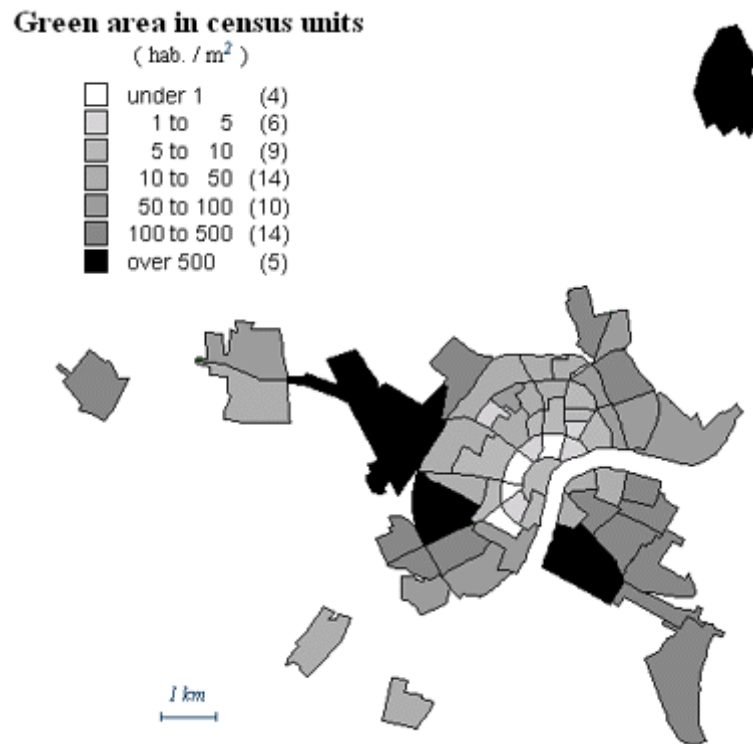 Green area in census units
( hab. / m² )
under 1 (4)
1 to 5 (6)
5 to 10 (9)
10 to 50 (14)
50 to 100 (10)
100 to 500 (14)
over 500 (5)
1 km